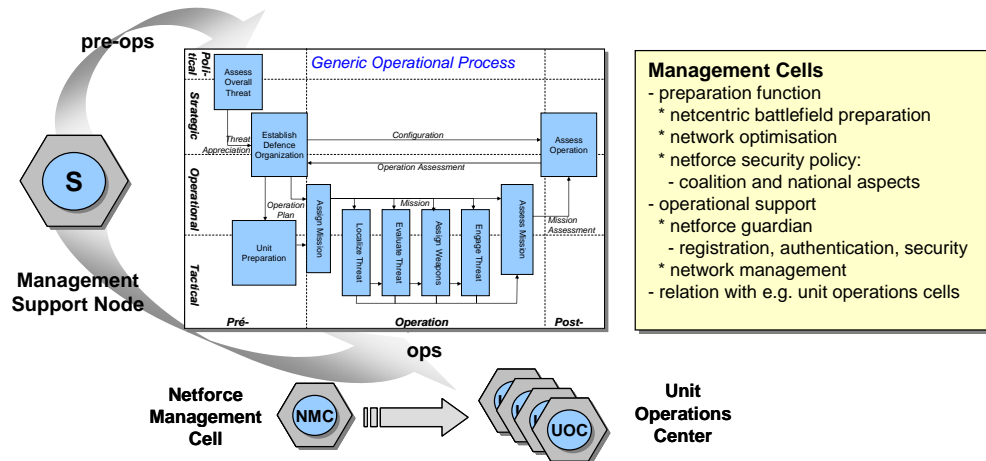 pre-ops
Generic Operational Process
Poli-
tical
Strategic
Operational
Tactical
Assess
Overall
Threat
Threat
Appreciation
Establish
Defence
Organization
Configuration
Assess
Operation
Operation Assessment
Operation
Plan
Assign Mission
Mission
Localize Threat
Evaluate Threat
Assign Weapons
Engage Threat
Assess Mission
Mission
Assessment
Unit
Preparation
Pré-
Operation
Post-
S
Management
Support Node
ops
Management Cells
- preparation function
* netcentric battlefield preparation
* network optimisation
* netforce security policy:
- coalition and national aspects
- operational support
* netforce guardian
- registration, authentication, security
* network management
- relation with e.g. unit operations cells
Netforce
Management
Cell
NMC
UOC
Unit
Operations
Center